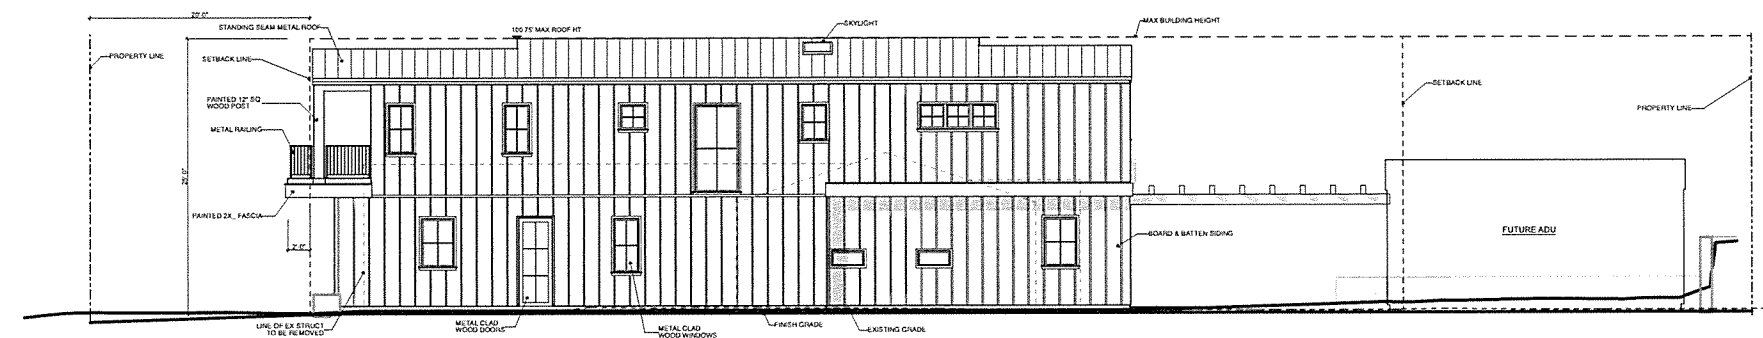 20'-0"
STANDING SEAM METAL ROOF
100.75' MAX ROOF HT
SKYLIGHT
MAX BUILDING HEIGHT
PROPERTY LINE
SETBACK LINE
SETBACK LINE
PROPERTY LINE
PAINTED 12" SQ
WOOD POST
METAL RAILING
25'-0"
PAINTED 2X_ FASCIA
2'-0"
BOARD & BATTEN SIDING
FUTURE ADU
LINE OF EX STRUCT
TO BE REMOVED
METAL CLAD
WOOD DOORS
METAL CLAD
WOOD WINDOWS
FINISH GRADE
EXISTING GRADE